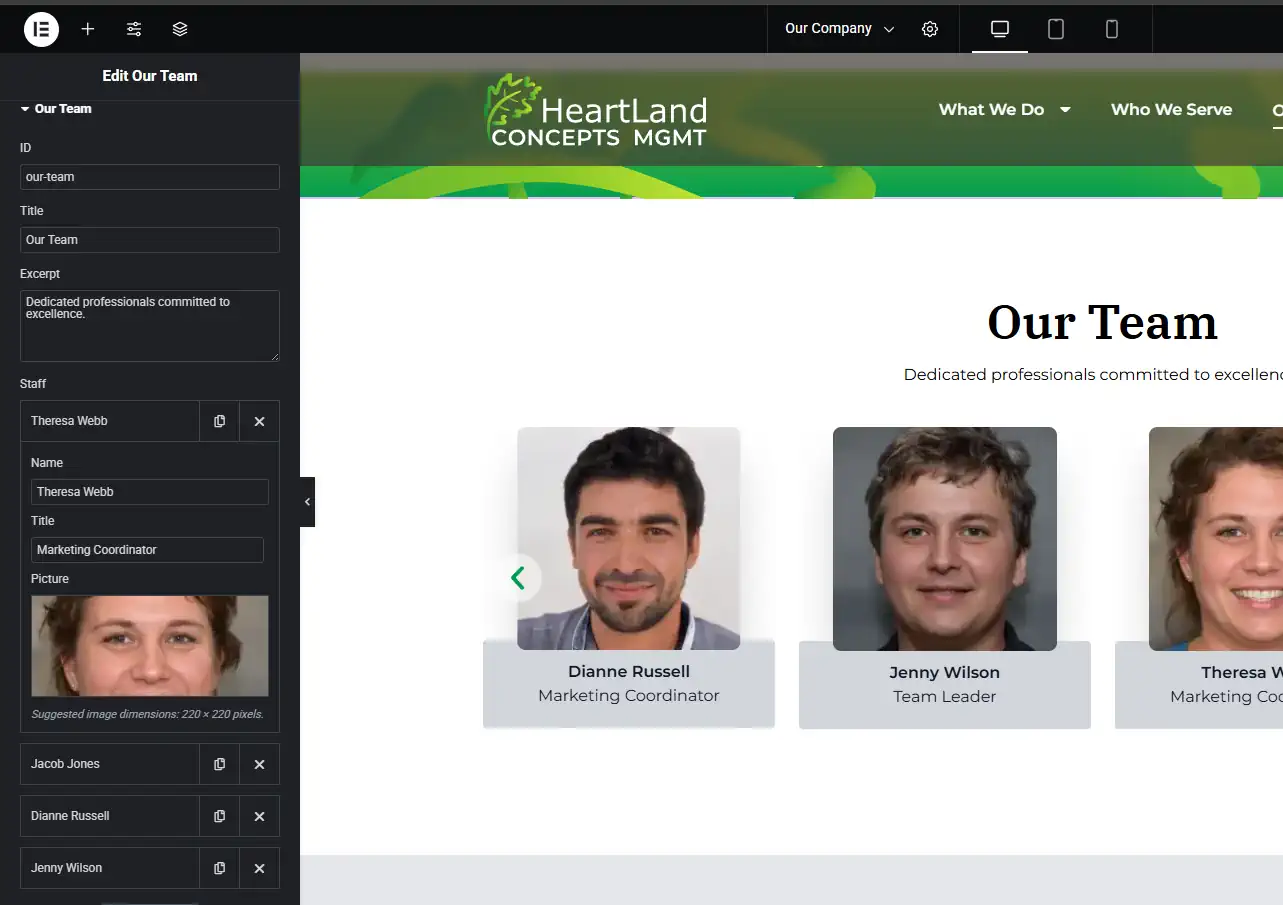 Our Company
Edit Our Team
Our Team
ID
our-team
Title
Our Team
Excerpt
Dedicated professionals committed to
excellence.
Staff
Theresa Webb
Name
Theresa Webb
Title
Marketing Coordinator
Picture
Suggested image dimensions: 220 × 220 pixels.
Jacob Jones
Dianne Russell
Jenny Wilson
HeartLand
CONCEPTS MGMT
What We Do
Who We Serve
Our Team
Dedicated professionals committed to excellenc
Dianne Russell
Marketing Coordinator
Jenny Wilson
Team Leader
Theresa W
Marketing Coo